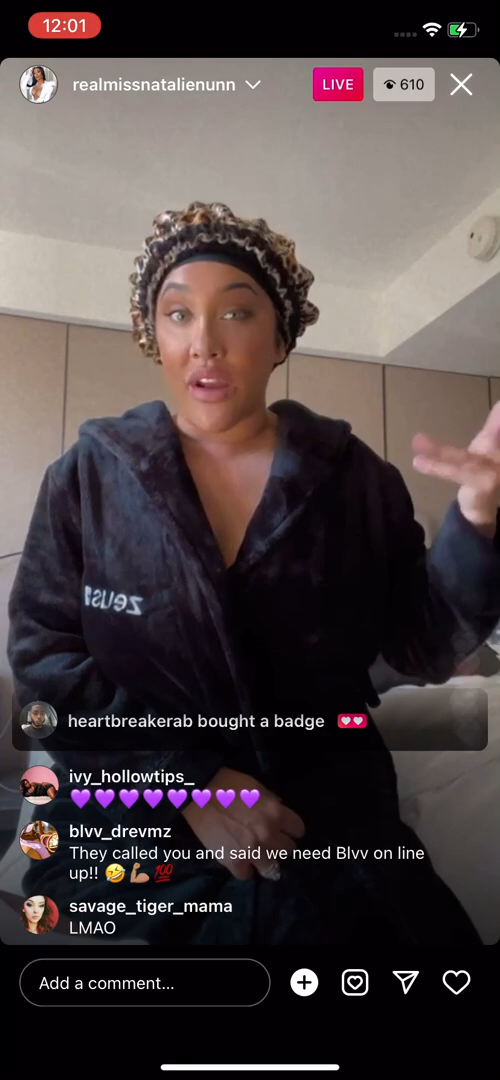 12:01
realmissnatalienunn
LIVE
610
zeus
heartbreakerab bought a badge
ivy_hollowtips_
💜💜💜💜💜💜💜💜
blvv_drevmz
They called you and said we need Blvv on line
up!! 🤣💪🏽💯
savage_tiger_mama
LMAO
Add a comment...